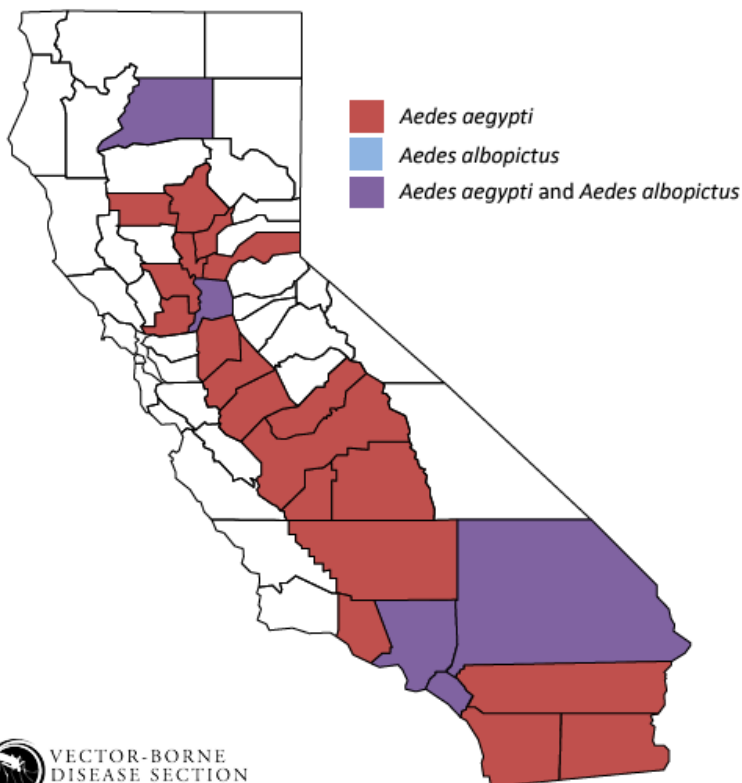 Aedes aegypti
Aedes albopictus
Aedes aegypti and Aedes albopictus
VECTOR-BORNE
DISEASE SECTION